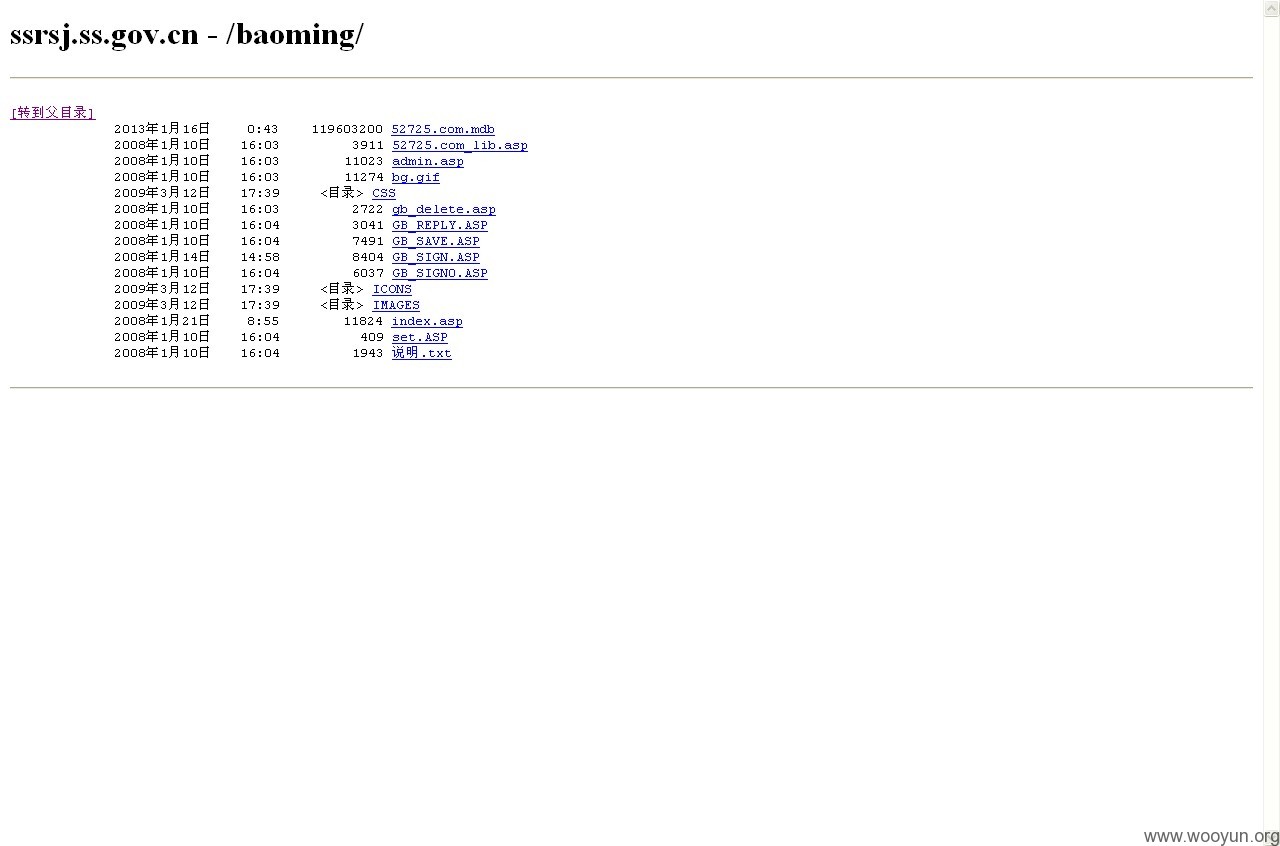 ssrsj.ss.gov.cn - /baoming/
[转到父目录]
2013年1月16日 0:43 119603200 52725.com.mdb
2008年1月10日 16:03 3911 52725.com_lib.asp
2008年1月10日 16:03 11023 admin.asp
2008年1月10日 16:03 11274 bg.gif
2009年3月12日 17:39 <目录> CSS
2008年1月10日 16:03 2722 gb_delete.asp
2008年1月10日 16:04 3041 GB_REPLY.ASP
2008年1月10日 16:04 7491 GB_SAVE.ASP
2008年1月14日 14:58 8404 GB_SIGN.ASP
2008年1月10日 16:04 6037 GB_SIGNO.ASP
2009年3月12日 17:39 <目录> ICONS
2009年3月12日 17:39 <目录> IMAGES
2008年1月21日 8:55 11824 index.asp
2008年1月10日 16:04 409 set.ASP
2008年1月10日 16:04 1943 说明.txt
www.wooyun.org